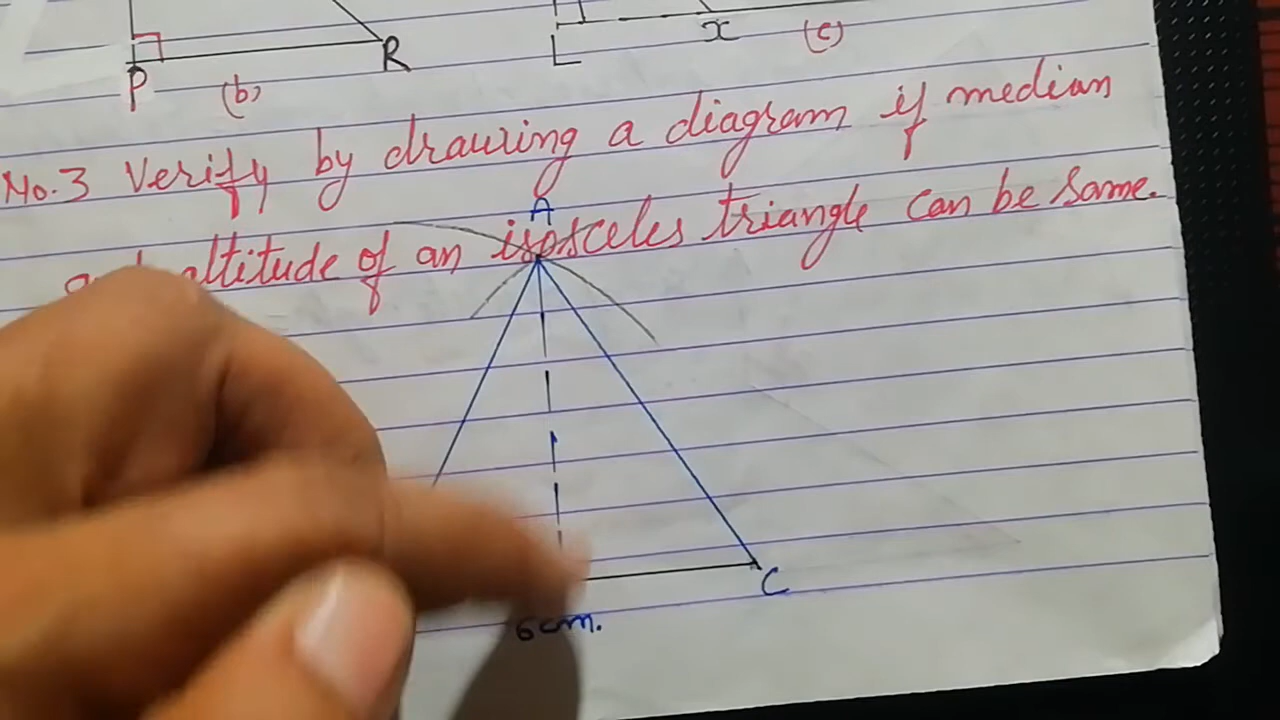 P
(b)
R
L
x
(c)
No.3 Verify by drawing a diagram if median
altitude of an isosceles triangle can be same.
A
C
6cm.